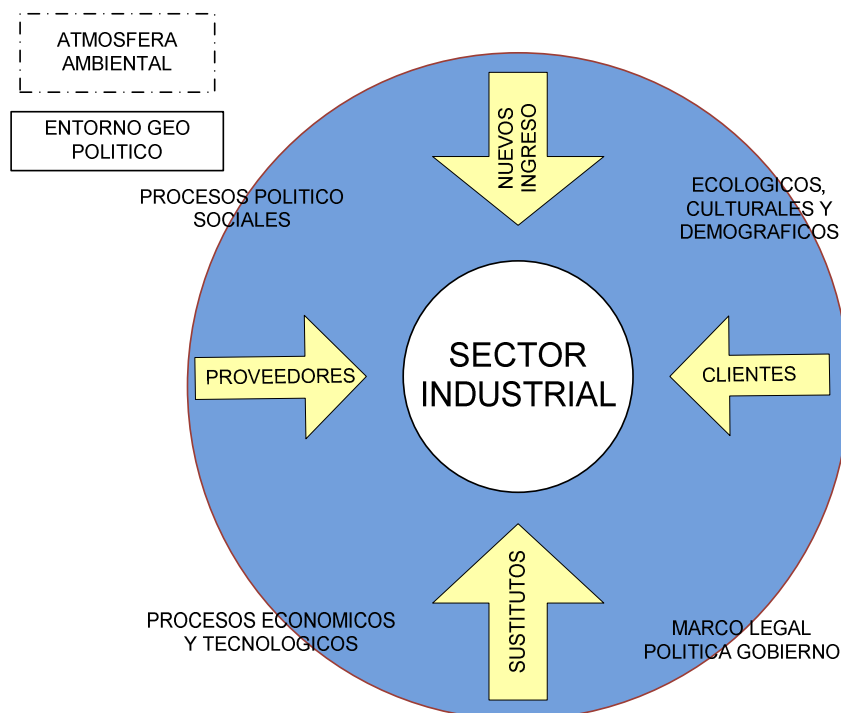 ATMOSFERA
AMBIENTAL
ENTORNO GEO
POLITICO
PROCESOS POLITICO
SOCIALES
NUEVOS
INGRESO
ECOLOGICOS,
CULTURALES Y
DEMOGRAFICOS
PROVEEDORES
SECTOR
INDUSTRIAL
CLIENTES
PROCESOS ECONOMICOS
Y TECNOLOGICOS
SUSTITUTOS
MARCO LEGAL
POLITICA GOBIERNO